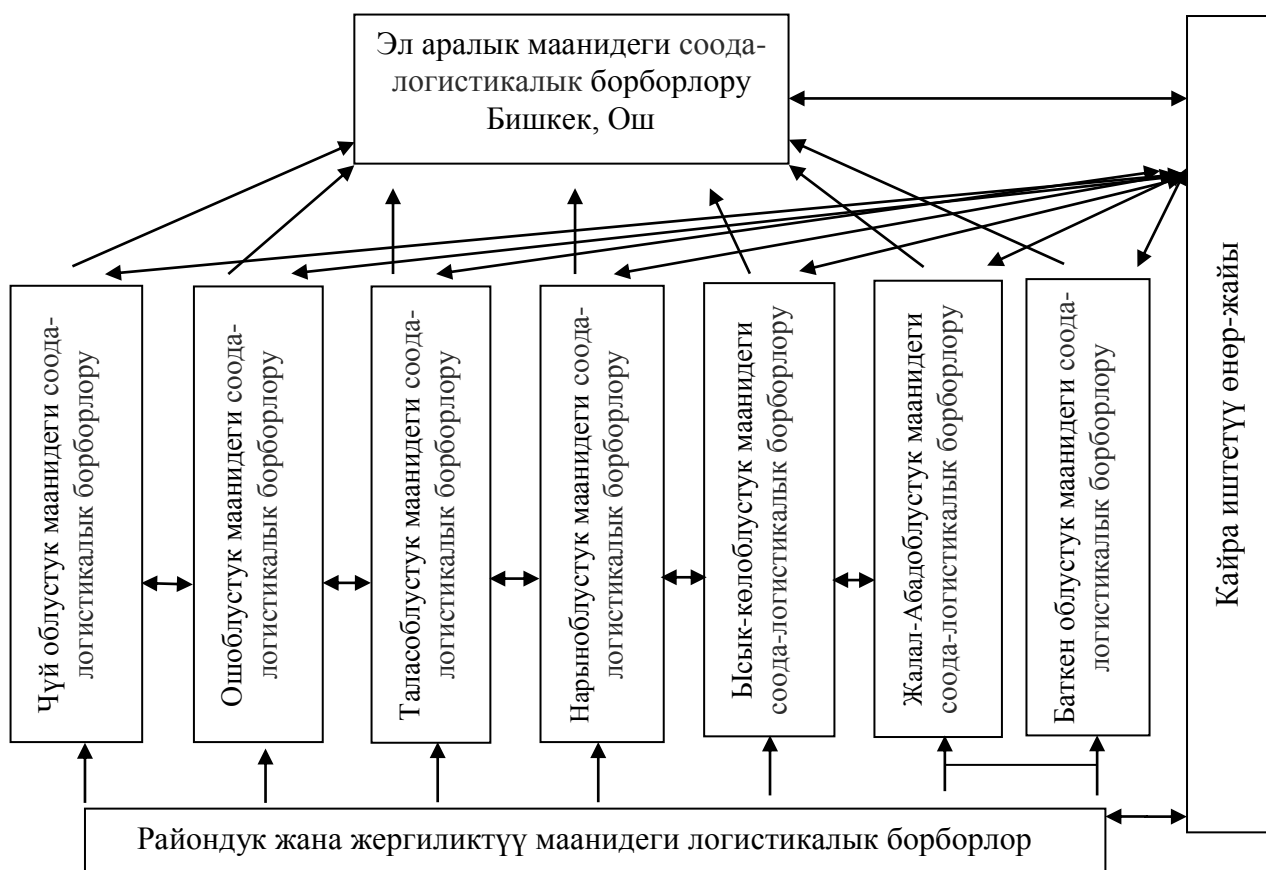 Эл аралык маанидеги соода-
логистикалык борборлору
Бишкек, Ош
Чүй облустук маанидеги соода-
логистикалык борборлору
Ошоблустук маанидеги соода-
логистикалык борборлору
Таласоблустук маанидеги соода-
логистикалык борборлору
Нарыноблустук маанидеги соода-
логистикалык борборлору
Ысык-көлоблустук маанидеги
соода-логистикалык борборлору
Жалал-Абадоблустук маанидеги
соода-логистикалык борборлору
Баткен облустук маанидеги соода-
логистикалык борборлору
Кайра иштетүү өнөр-жайы
Райондук жана жергиликтүү маанидеги логистикалык борборлор